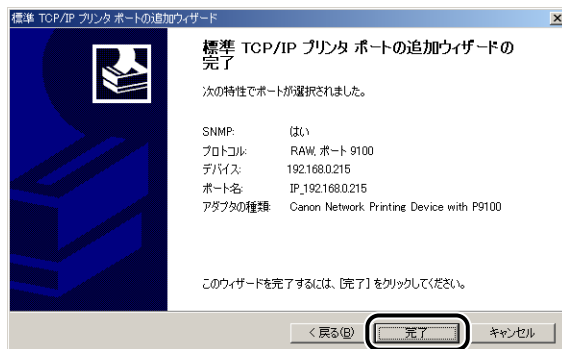 標準 TCP/IP プリンタ ポートの追加ウィザード
標準 TCP/IP プリンタ ポートの追加ウィザードの
完了
次の特性でポートが選択されました。
SNMP: はい
プロトコル: RAW, ポート 9100
デバイス: 192.168.0.215
ポート名: IP_192.168.0.215
アダプタの種類: Canon Network Printing Device with P9100
このウィザードを完了するには、[完了] をクリックしてください。
< 戻る(B) 完了 キャンセル